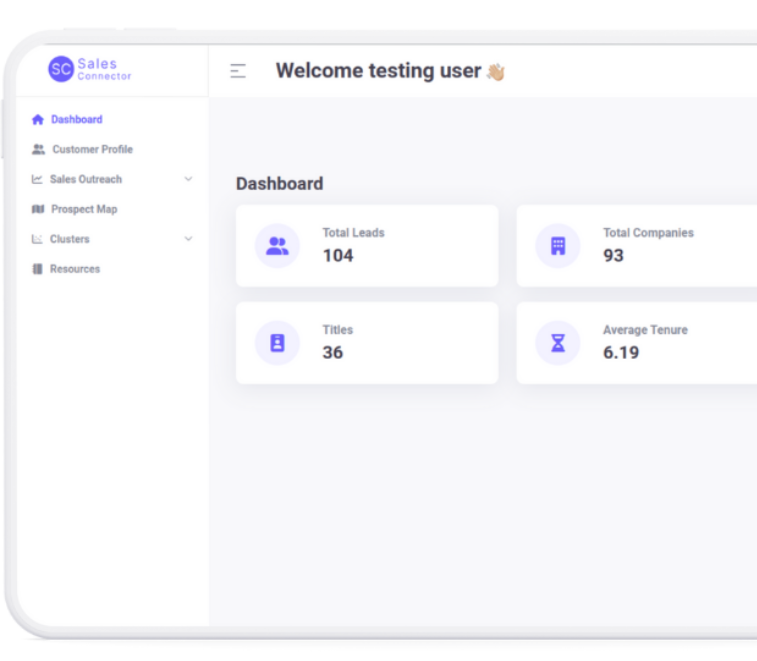 SC Sales
Connector
Welcome testing user 👋🏼
Dashboard
Customer Profile
Sales Outreach
Prospect Map
Clusters
Resources
Dashboard
Total Leads
104
Total Companies
93
Titles
36
Average Tenure
6.19